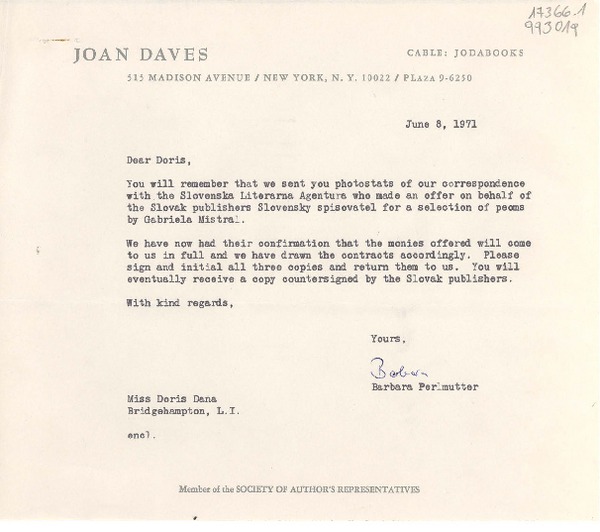 17366.1
993019
JOAN DAVES
CABLE: JODABOOKS
515 MADISON AVENUE / NEW YORK, N. Y. 10022 / PLAZA 9-6250
June 8, 1971
Dear Doris,
You will remember that we sent you photostats of our correspondence
with the Slovenska Literarna Agentura who made an offer on behalf of
the Slovak publishers Slovensky spisovatel for a selection of peoms
by Gabriela Mistral.
We have now had their confirmation that the monies offered will come
to us in full and we have drawn the contracts accordingly. Please
sign and initial all three copies and return them to us. You will
eventually receive a copy countersigned by the Slovak publishers.
With kind regards,
Yours,
Barbara
Barbara Perlmutter
Miss Doris Dana
Bridgehampton, L.I.
encl.
Member of the SOCIETY OF AUTHOR'S REPRESENTATIVES